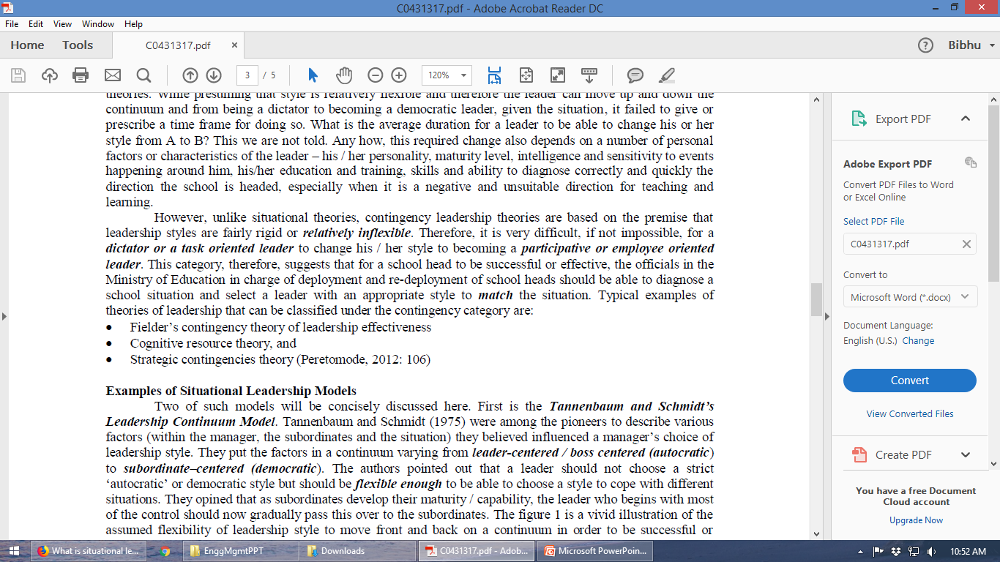 C0431317.pdf - Adobe Acrobat Reader DC
File Edit View Window Help
Home Tools C0431317.pdf × Bibhu
3 / 5 120%
theories. While presuming that style is relatively flexible and therefore the leader can move up and down the
continuum and from being a dictator to becoming a democratic leader, given the situation, it failed to give or
prescribe a time frame for doing so. What is the average duration for a leader to be able to change his or her
style from A to B? This we are not told. Any how, this required change also depends on a number of personal
factors or characteristics of the leader – his / her personality, maturity level, intelligence and sensitivity to events
happening around him, his/her education and training, skills and ability to diagnose correctly and quickly the
direction the school is headed, especially when it is a negative and unsuitable direction for teaching and
learning.
However, unlike situational theories, contingency leadership theories are based on the premise that
leadership styles are fairly rigid or relatively inflexible. Therefore, it is very difficult, if not impossible, for a
dictator or a task oriented leader to change his / her style to becoming a participative or employee oriented
leader. This category, therefore, suggests that for a school head to be successful or effective, the officials in the
Ministry of Education in charge of deployment and re-deployment of school heads should be able to diagnose a
school situation and select a leader with an appropriate style to match the situation. Typical examples of
theories of leadership that can be classified under the contingency category are:
• Fielder’s contingency theory of leadership effectiveness
• Cognitive resource theory, and
• Strategic contingencies theory (Peretomode, 2012: 106)
Examples of Situational Leadership Models
Two of such models will be concisely discussed here. First is the Tannenbaum and Schmidt’s
Leadership Continuum Model. Tannenbaum and Schmidt (1975) were among the pioneers to describe various
factors (within the manager, the subordinates and the situation) they believed influenced a manager’s choice of
leadership style. They put the factors in a continuum varying from leader-centered / boss centered (autocratic)
to subordinate–centered (democratic). The authors pointed out that a leader should not choose a strict
‘autocratic’ or democratic style but should be flexible enough to be able to choose a style to cope with different
situations. They opined that as subordinates develop their maturity / capability, the leader who begins with most
of the control should now gradually pass this over to the subordinates. The figure 1 is a vivid illustration of the
assumed flexibility of leadership style to move front and back on a continuum in order to be successful or
Export PDF
Adobe Export PDF
Convert PDF Files to Word
or Excel Online
Select PDF File
C0431317.pdf
Convert to
Microsoft Word (*.docx)
Document Language:
English (U.S.) Change
Convert
View Converted Files
Create PDF
You have a free Document
Cloud account
Upgrade Now
What is situational le... EnggMgmtPPT Downloads C0431317.pdf - Adob... Microsoft PowerPoin... 10:52 AM